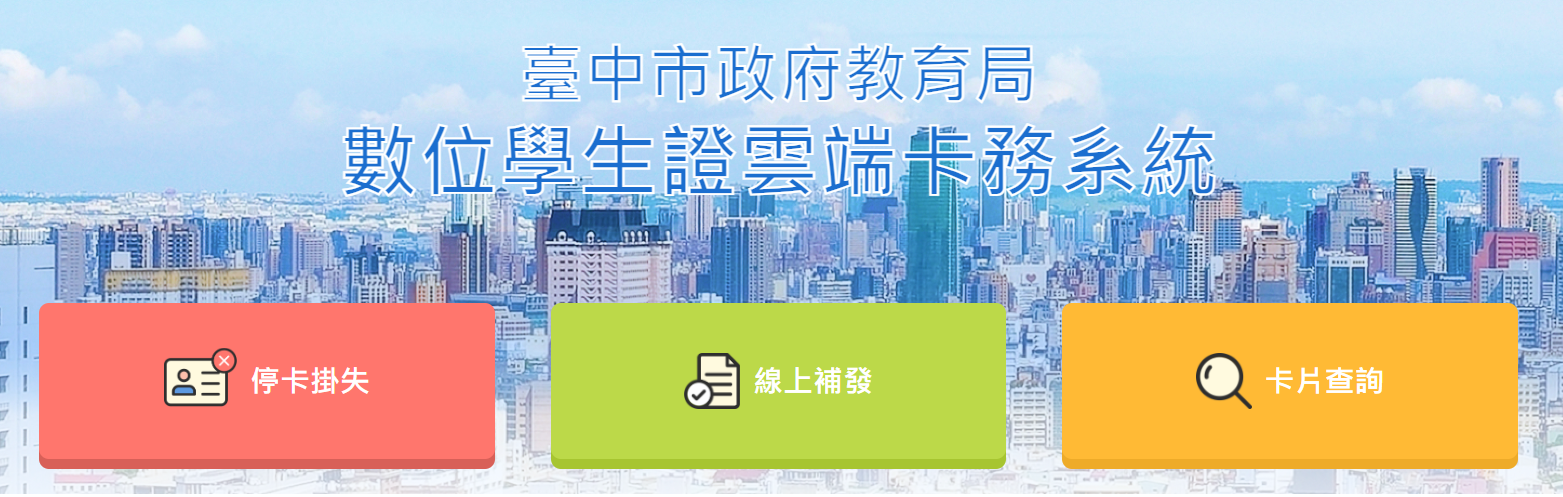 臺中市政府教育局
數位學生證雲端卡務系統
停卡掛失
線上補發
卡片查詢